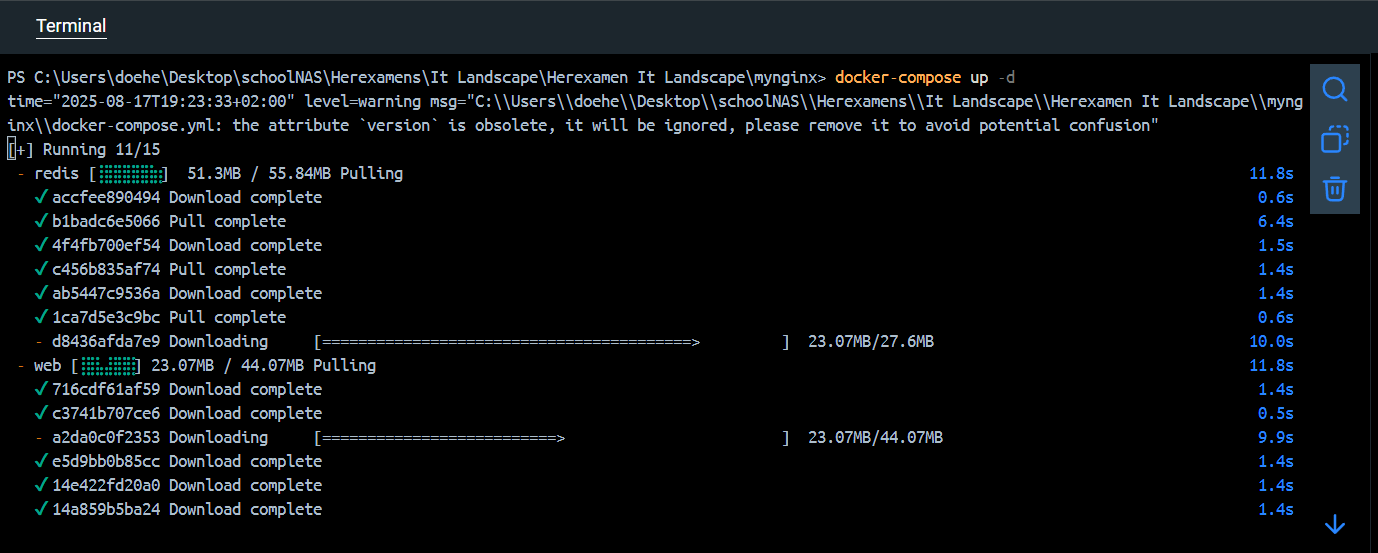 Terminal
PS C:\Users\doehe\Desktop\schoolNAS\Herexamens\It Landscape\Herexamen It Landscape\mynginx> docker-compose up -d
time="2025-08-17T19:23:33+02:00" level=warning msg="C:\\Users\\doehe\\Desktop\\schoolNAS\\Herexamens\\It Landscape\\Herexamen It Landscape\\myng
inx\\docker-compose.yml: the attribute `version` is obsolete, it will be ignored, please remove it to avoid potential confusion"
[+] Running 11/15
- redis [⣿⣿⣿⣿⣿⣿⣿] 51.3MB / 55.84MB Pulling 11.8s
✓ accfee890494 Download complete 0.6s
✓ b1badc6e5066 Pull complete 6.4s
✓ 4f4fb700ef54 Download complete 1.5s
✓ c456b835af74 Pull complete 1.4s
✓ ab5447c9536a Download complete 1.4s
✓ 1ca7d5e3c9bc Pull complete 0.6s
- d8436afda7e9 Downloading [=========================================> ] 23.07MB/27.6MB 10.0s
- web [⣿⣿⣀⣿⣿⣿] 23.07MB / 44.07MB Pulling 11.8s
✓ 716cdf61af59 Download complete 1.4s
✓ c3741b707ce6 Download complete 0.5s
- a2da0c0f2353 Downloading [==========================> ] 23.07MB/44.07MB 9.9s
✓ e5d9bb0b85cc Download complete 1.4s
✓ 14e422fd20a0 Download complete 1.4s
✓ 14a859b5ba24 Download complete 1.4s